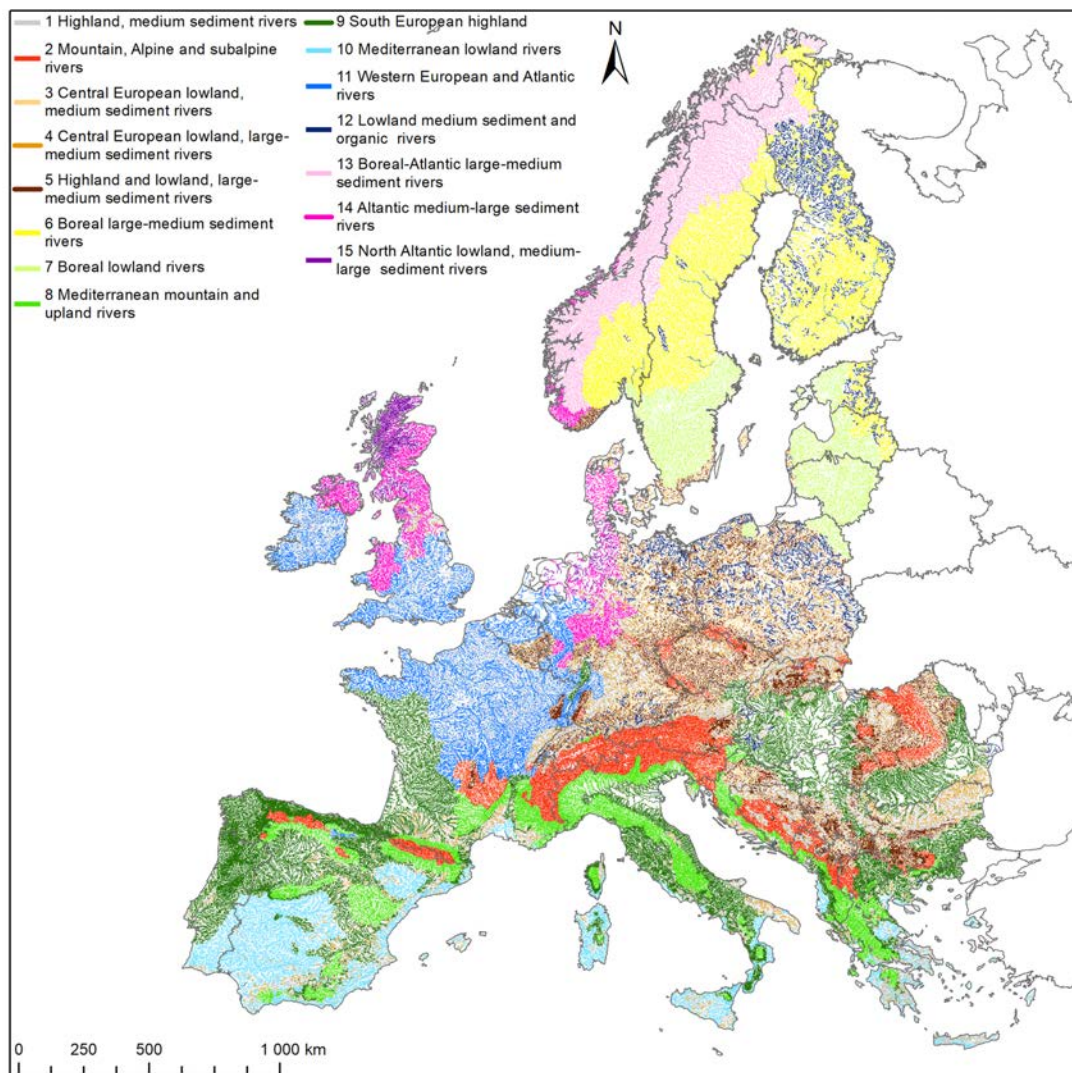 1 Highland, medium sediment rivers
2 Mountain, Alpine and subalpine
rivers
3 Central European lowland,
medium sediment rivers
4 Central European lowland, large-
medium sediment rivers
5 Highland and lowland, large-
medium sediment rivers
6 Boreal large-medium sediment
rivers
7 Boreal lowland rivers
8 Mediterranean mountain and
upland rivers
9 South European highland
10 Mediterranean lowland rivers
11 Western European and Atlantic
rivers
12 Lowland medium sediment and
organic rivers
13 Boreal-Atlantic large-medium
sediment rivers
14 Altantic medium-large sediment
rivers
15 North Altantic lowland, medium-
large sediment rivers
N
0 250 500 1 000 km